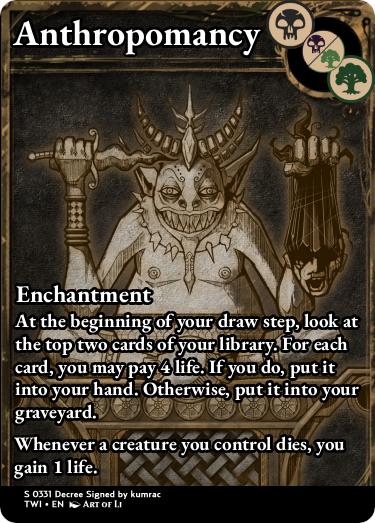 Anthropomancy
Enchantment
At the beginning of your draw step, look at
the top two cards of your library. For each
card, you may pay 4 life. If you do, put it
into your hand. Otherwise, put it into your
graveyard.
Whenever a creature you control dies, you
gain 1 life.
S 0331 Decree Signed by kumrac
TWI • EN Art of Li